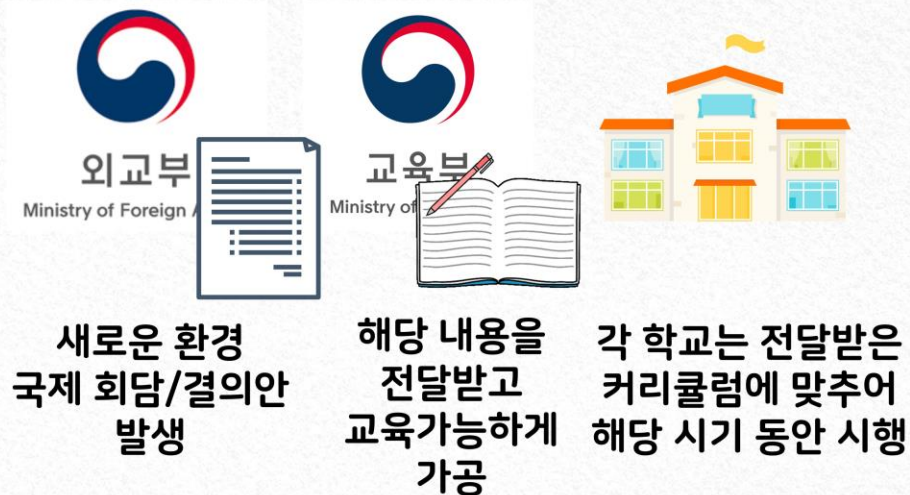 외교부
Ministry of Foreign
교육부
Ministry of
새로운 환경
국제 회담/결의안
발생
해당 내용을
전달받고
교육가능하게
가공
각 학교는 전달받은
커리큘럼에 맞추어
해당 시기 동안 시행